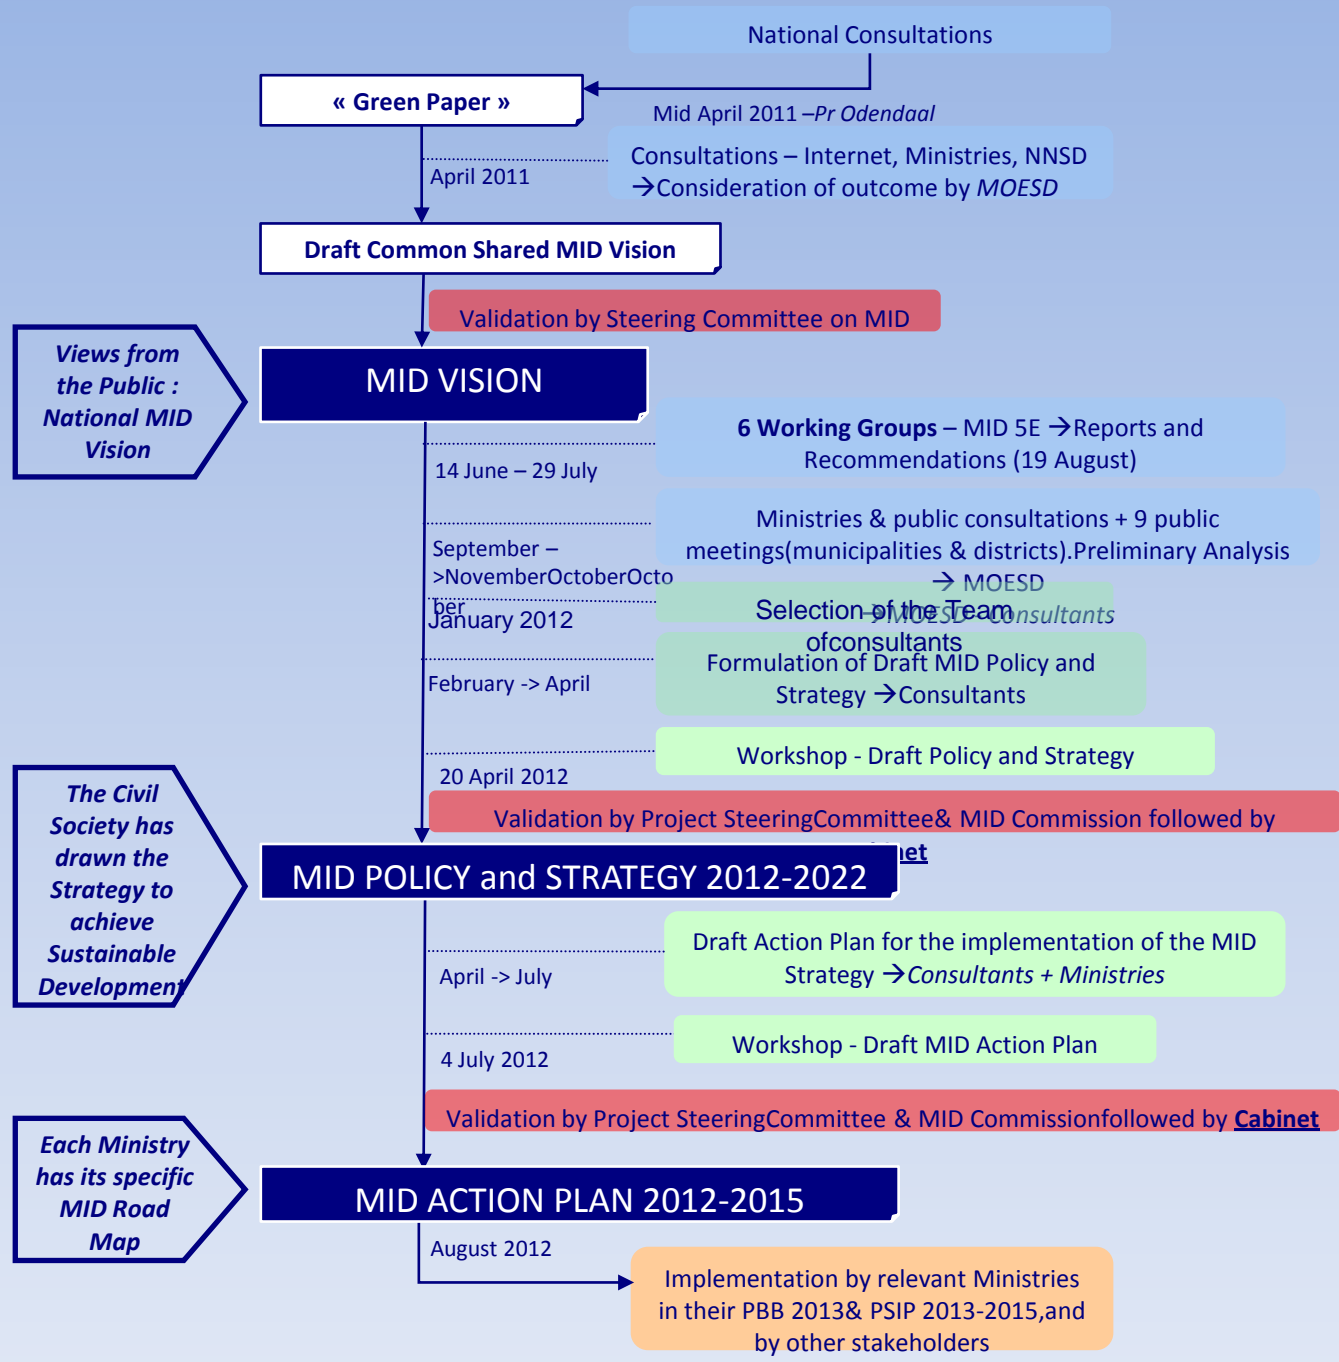 National Consultations
« Green Paper »
Mid April 2011 –Pr Odendaal
Consultations – Internet, Ministries, NNSD
→Consideration of outcome by MOESD
April 2011
Draft Common Shared MID Vision
Validation by Steering Committee on MID
Views from
the Public :
National MID
Vision
MID VISION
6 Working Groups – MID 5E →Reports and
Recommendations (19 August)
14 June – 29 July
Ministries & public consultations + 9 public
meetings(municipalities & districts).Preliminary Analysis
→ MOESD
→MOESD - Consultants
September –
>NovemberOctoberOcto
ber
January 2012
Selection of the Team
ofconsultants
Formulation of Draft MID Policy and
Strategy →Consultants
February -> April
Workshop - Draft Policy and Strategy
20 April 2012
The Civil
Society has
drawn the
Strategy to
achieve
Sustainable
Development
Validation by Project SteeringCommittee& MID Commission followed by
MID POLICY and STRATEGY 2012-2022
Draft Action Plan for the implementation of the MID
Strategy →Consultants + Ministries
April -> July
Workshop - Draft MID Action Plan
4 July 2012
Validation by Project SteeringCommittee & MID Commissionfollowed by Cabinet
Each Ministry
has its specific
MID Road
Map
MID ACTION PLAN 2012-2015
August 2012
Implementation by relevant Ministries
in their PBB 2013& PSIP 2013-2015,and
by other stakeholders